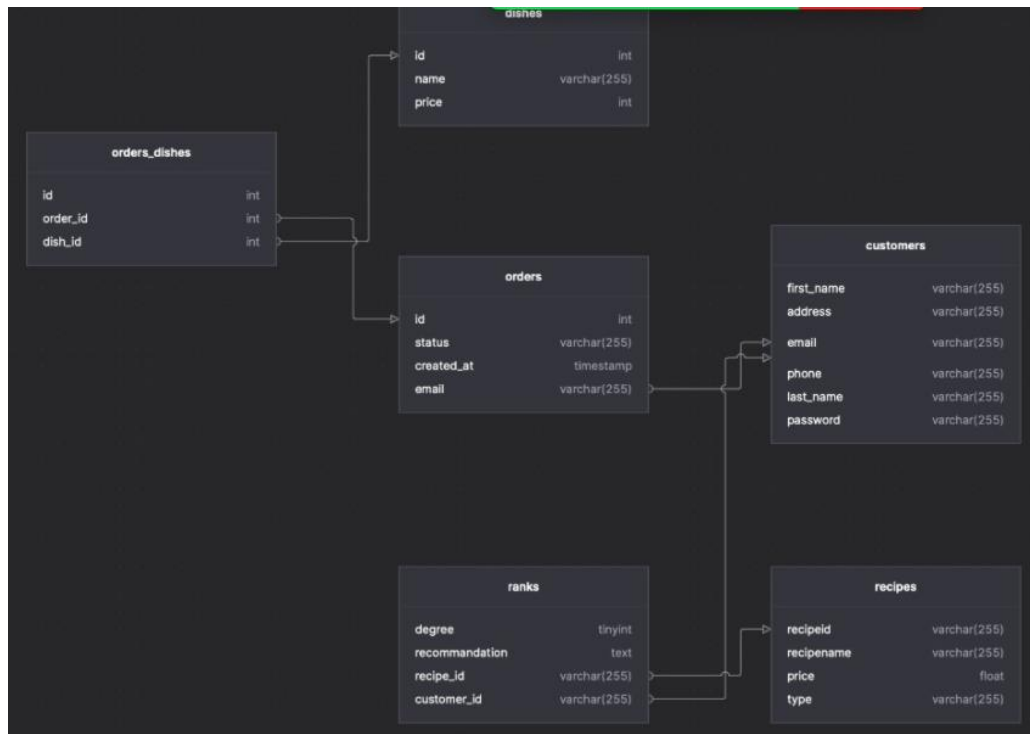 dishes
id int
name varchar(255)
price int
orders_dishes
id int
order_id int
dish_id int
orders
id int
status varchar(255)
created_at timestamp
email varchar(255)
customers
first_name varchar(255)
address varchar(255)
email varchar(255)
phone varchar(255)
last_name varchar(255)
password varchar(255)
ranks
degree tinyint
recommandation text
recipe_id varchar(255)
customer_id varchar(255)
recipes
recipeid varchar(255)
recipename varchar(255)
price float
type varchar(255)